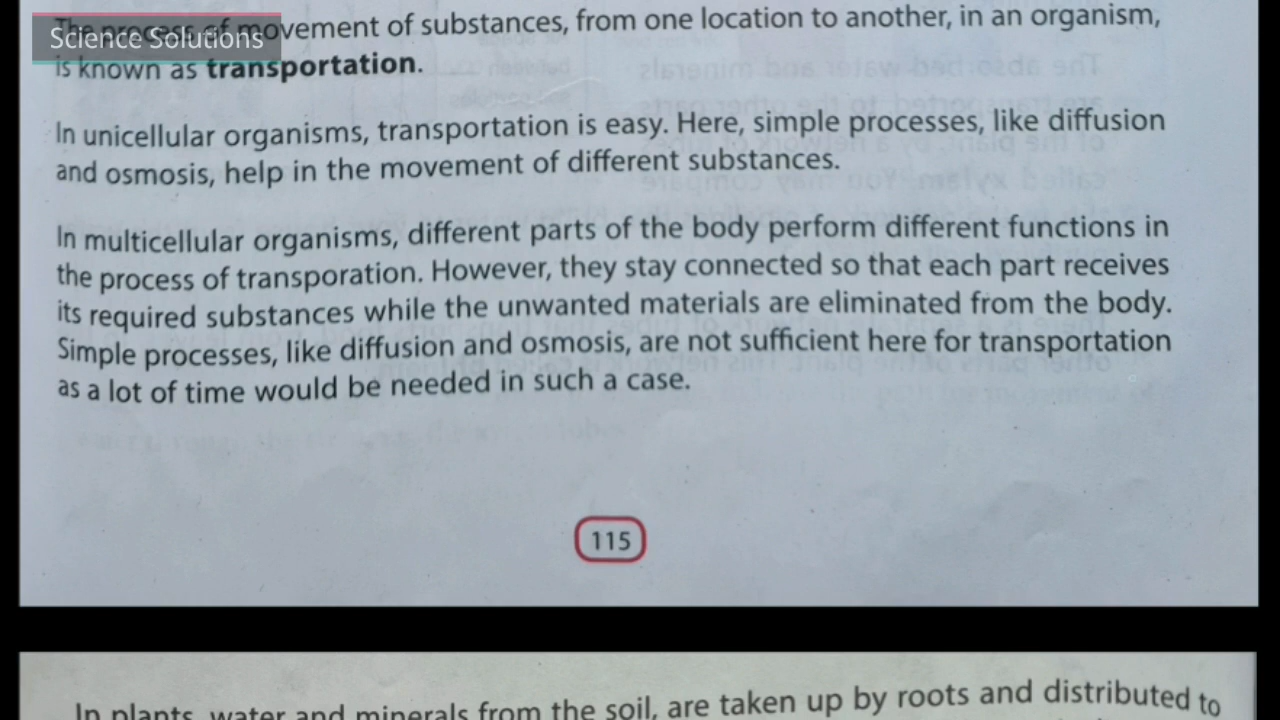 The process of movement of substances, from one location to another, in an organism,
Science Solutions
is known as transportation.
In unicellular organisms, transportation is easy. Here, simple processes, like diffusion
and osmosis, help in the movement of different substances.
In multicellular organisms, different parts of the body perform different functions in
the process of transporation. However, they stay connected so that each part receives
its required substances while the unwanted materials are eliminated from the body.
Simple processes, like diffusion and osmosis, are not sufficient here for transportation
as a lot of time would be needed in such a case.
115
In plants, water and minerals from the soil, are taken up by roots and distributed to